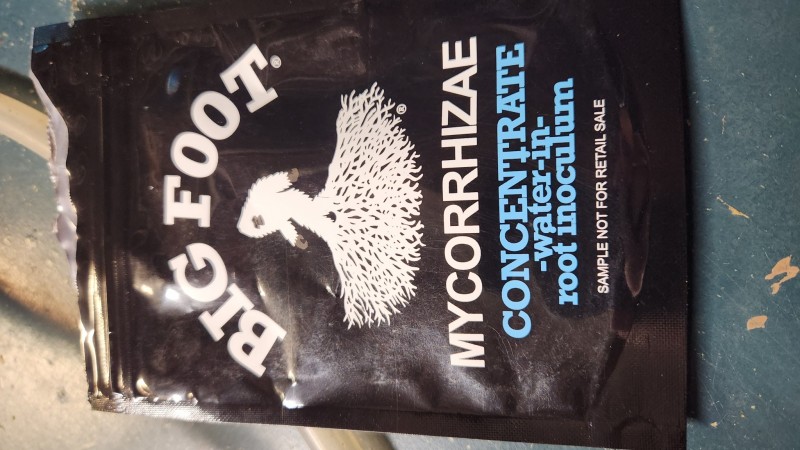 BIG FOOT®
®
MYCORRHIZAE
CONCENTRATE
-water-in-
root inoculum
SAMPLE NOT FOR RETAIL SALE